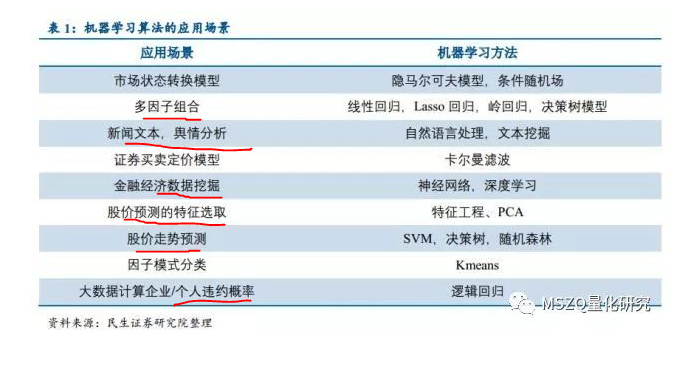 表 1：机器学习算法的应用场景
应用场景 机器学习方法
市场状态转换模型 隐马尔可夫模型，条件随机场
多因子组合 线性回归，Lasso 回归，岭回归，决策树模型
新闻文本，舆情分析 自然语言处理，文本挖掘
证券买卖定价模型 卡尔曼滤波
金融经济数据挖掘 神经网络，深度学习
股价预测的特征选取 特征工程、PCA
股价走势预测 SVM，决策树，随机森林
因子模式分类 Kmeans
大数据计算企业/个人违约概率 逻辑回归
MSZQ量化研究
资料来源：民生证券研究院整理